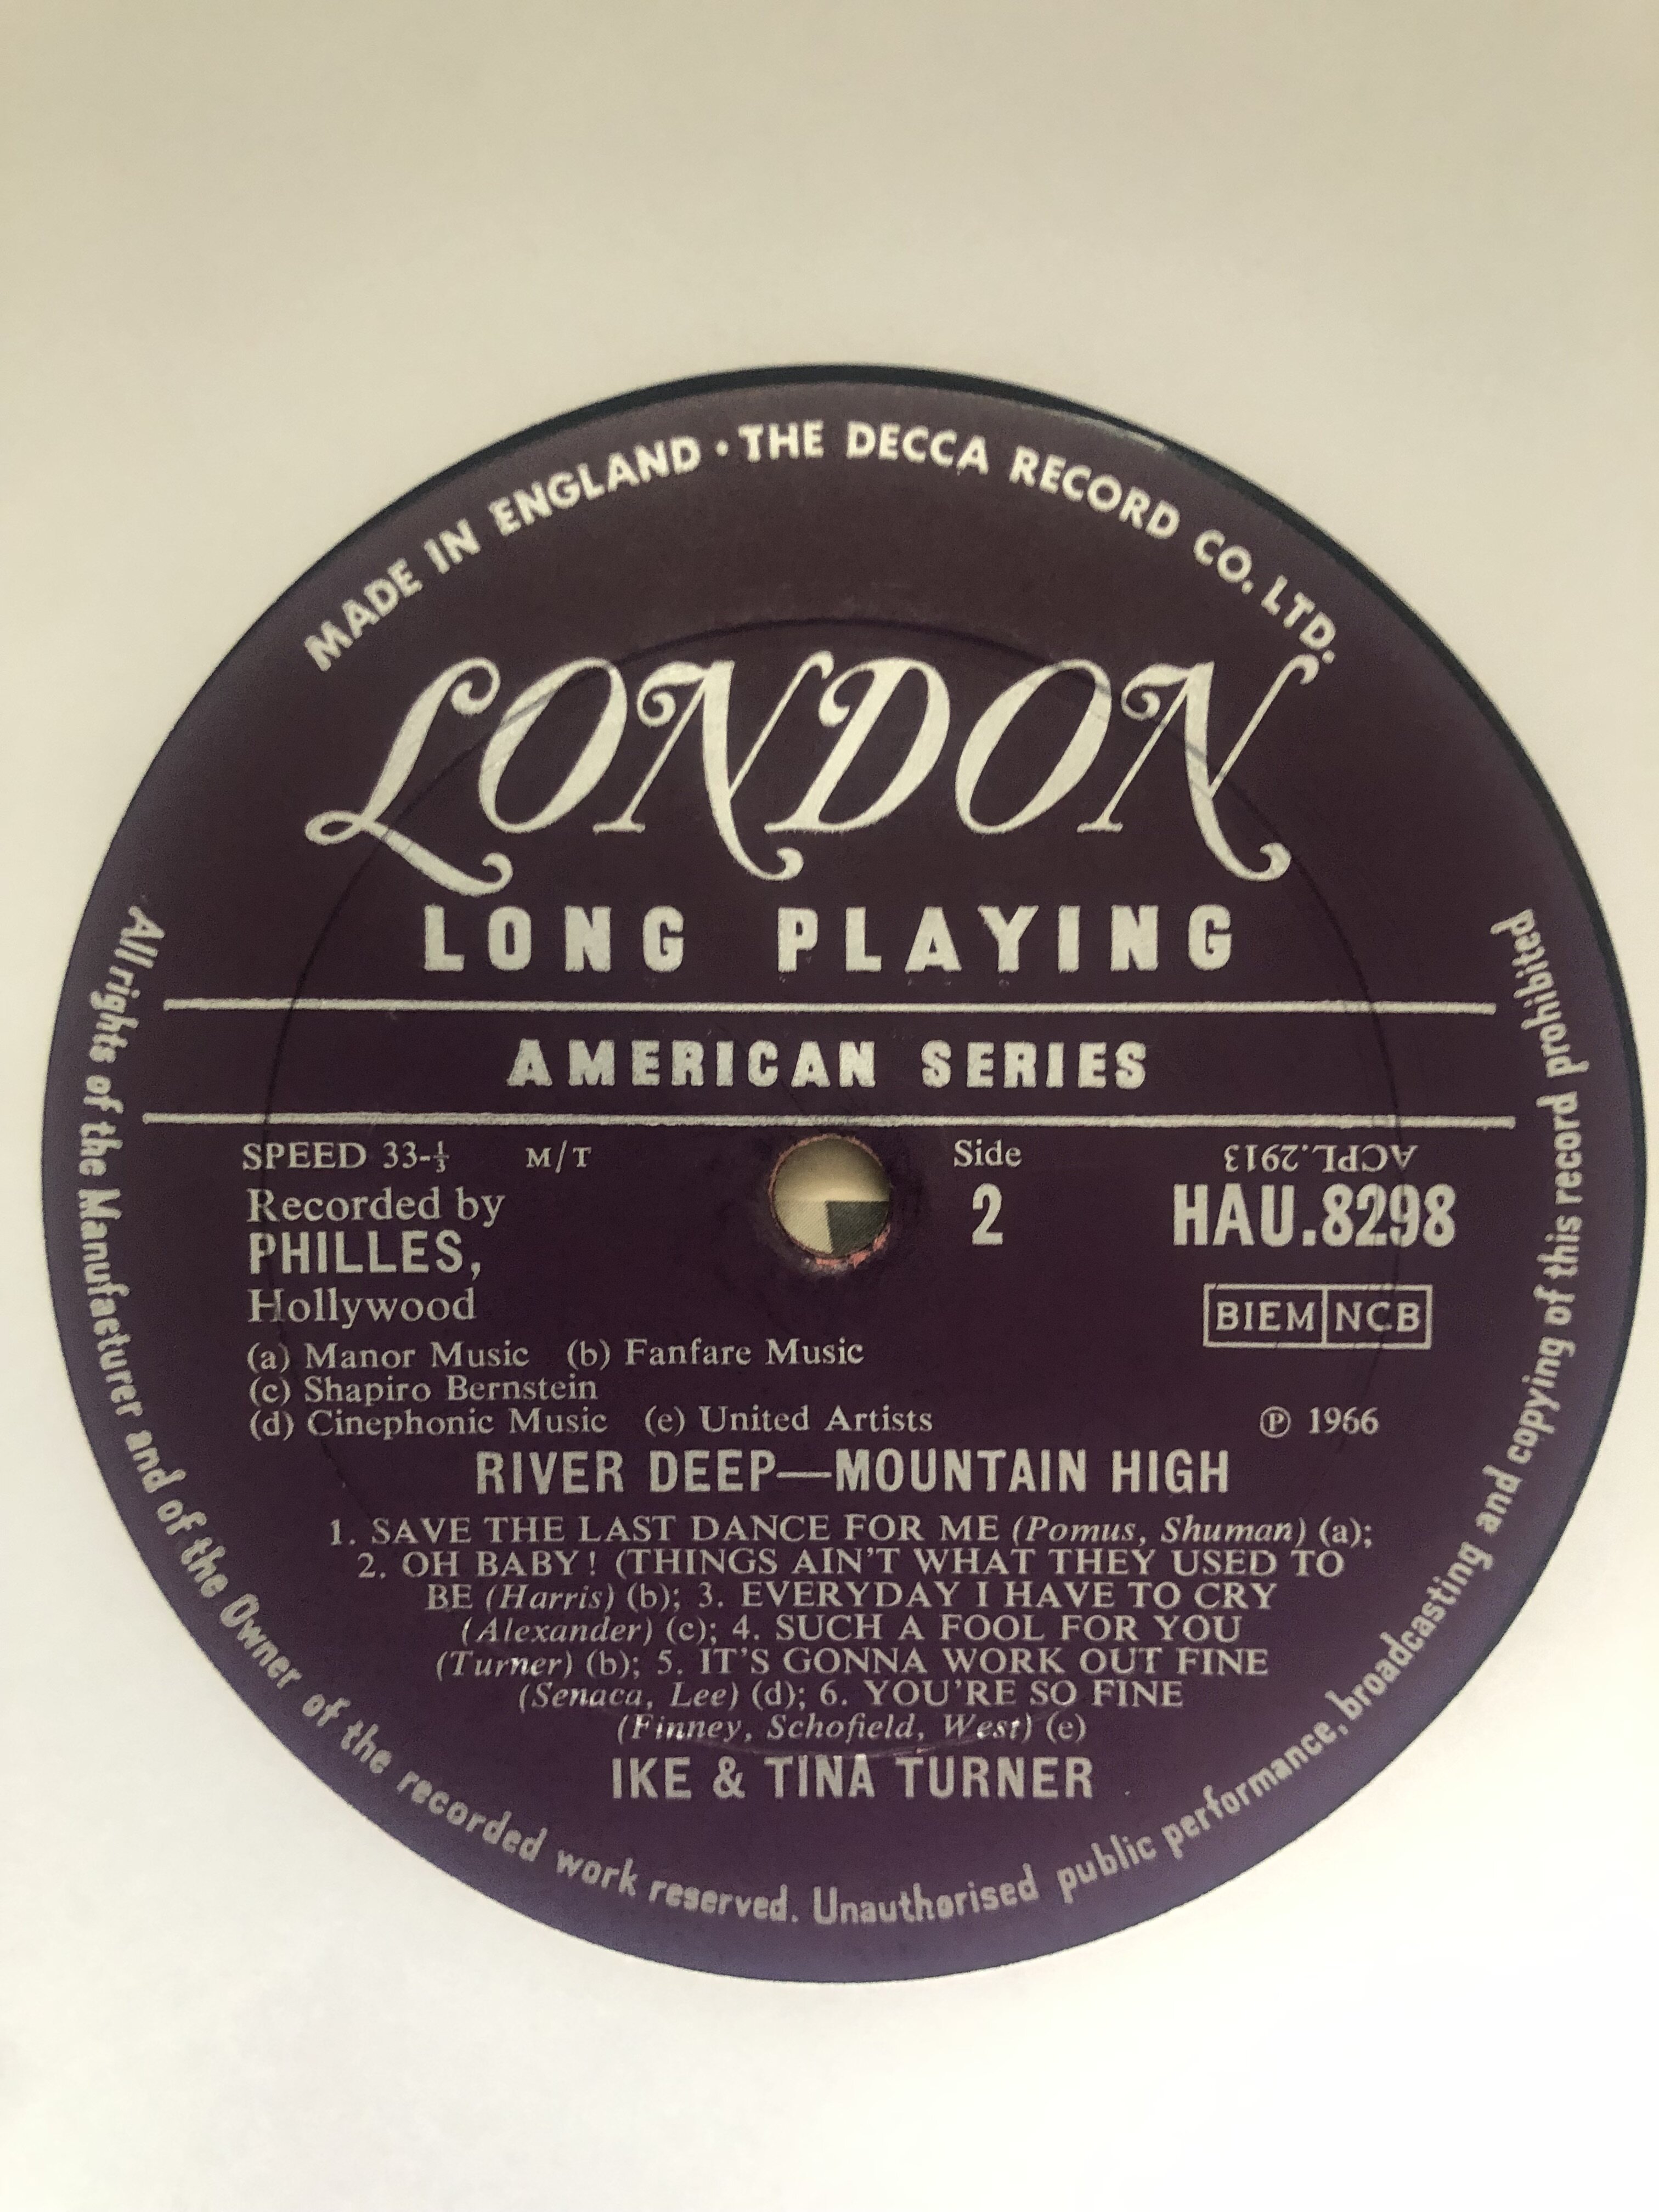 MADE IN ENGLAND · THE DECCA RECORD CO. LTD.
LONDON
LONG PLAYING
AMERICAN SERIES
SPEED 33-⅓ M/T
Side
ACPL.2913
Recorded by
2
HAU.8298
PHILLES,
Hollywood
BIEM NCB
(a) Manor Music (b) Fanfare Music
(c) Shapiro Bernstein
(d) Cinephonic Music (e) United Artists
℗ 1966
RIVER DEEP—MOUNTAIN HIGH
1. SAVE THE LAST DANCE FOR ME (Pomus, Shuman) (a);
2. OH BABY! (THINGS AIN'T WHAT THEY USED TO
BE (Harris) (b); 3. EVERYDAY I HAVE TO CRY
(Alexander) (c); 4. SUCH A FOOL FOR YOU
(Turner) (b); 5. IT'S GONNA WORK OUT FINE
(Senaca, Lee) (d); 6. YOU'RE SO FINE
(Finney, Schofield, West) (e)
IKE & TINA TURNER
All rights of the Manufacturer and of the Owner of the recorded work reserved. Unauthorised public performance, broadcasting and copying of this record prohibited